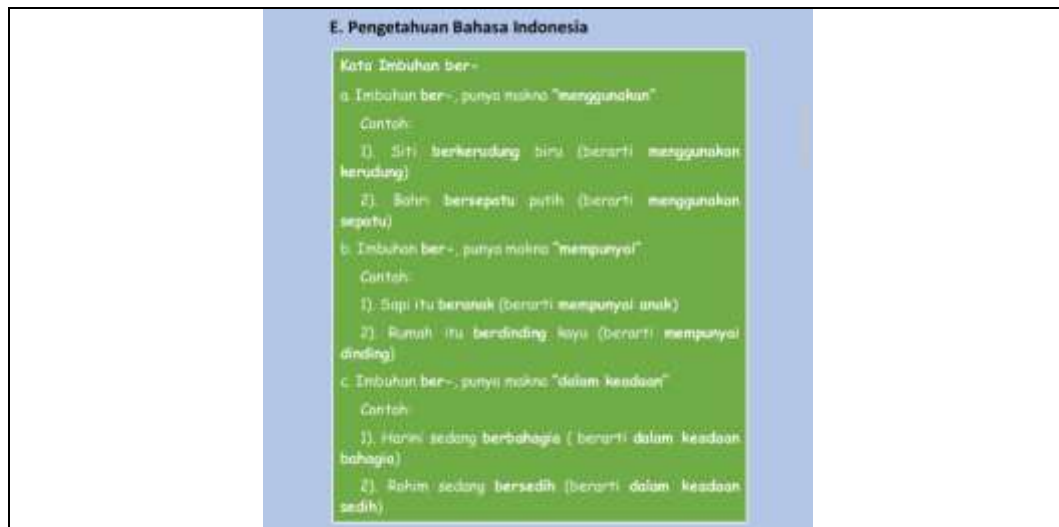 E. Pengetahuan Bahasa Indonesia
Kata Imbuhan ber-
a. Imbuhan ber-, punya makna "menggunakan"
Contoh:
1). Siti berkerudung biru (berarti menggunakan
kerudung)
2). Bahri bersepatu putih (berarti menggunakan
sepatu)
b. Imbuhan ber-, punya makna "mempunyai"
Contoh:
1). Sapi itu beranak (berarti mempunyai anak)
2). Rumah itu berdinding kayu (berarti mempunyai
dinding)
c. Imbuhan ber-, punya makna "dalam keadaan"
Contoh:
1). Harini sedang berbahagia ( berarti dalam keadaan
bahagia)
2). Rahim sedang bersedih (berarti dalam keadaan
sedih)